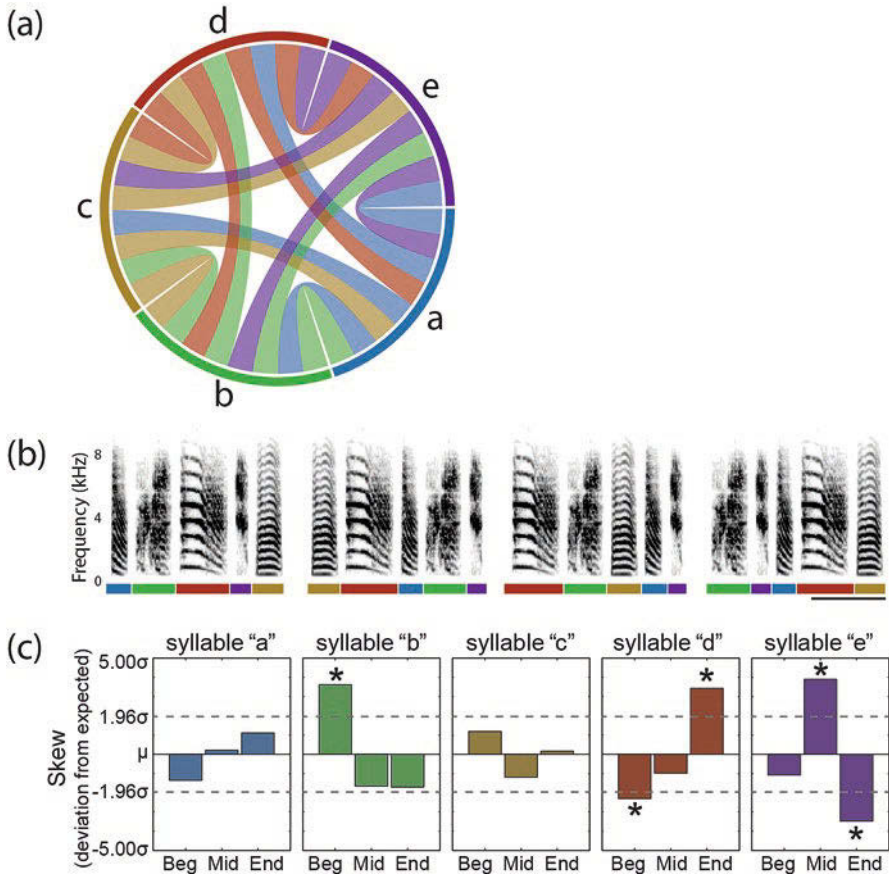 (a)
d
e
c
a
b
(b)
Frequency (kHz)
8
4
0
(c)
syllable “a” syllable “b” syllable “c” syllable “d” syllable “e”
Skew
(deviation from expected)
5.00σ
1.96σ
μ
-1.96σ
-5.00σ
* * * * *
Beg Mid End Beg Mid End Beg Mid End Beg Mid End Beg Mid End